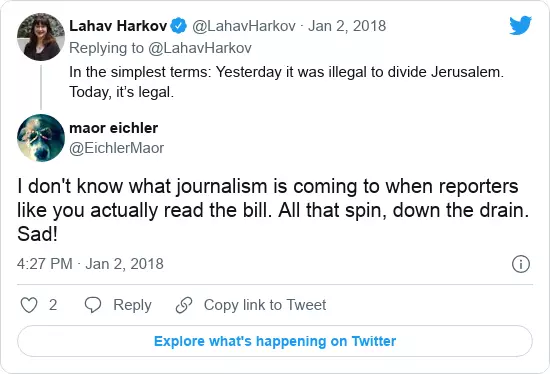 Lahav Harkov @LahavHarkov · Jan 2, 2018
Replying to @LahavHarkov
In the simplest terms: Yesterday it was illegal to divide Jerusalem.
Today, it's legal.
maor eichler
@EichlerMaor
I don't know what journalism is coming to when reporters
like you actually read the bill. All that spin, down the drain.
Sad!
4:27 PM · Jan 2, 2018
2 Reply Copy link to Tweet
Explore what's happening on Twitter